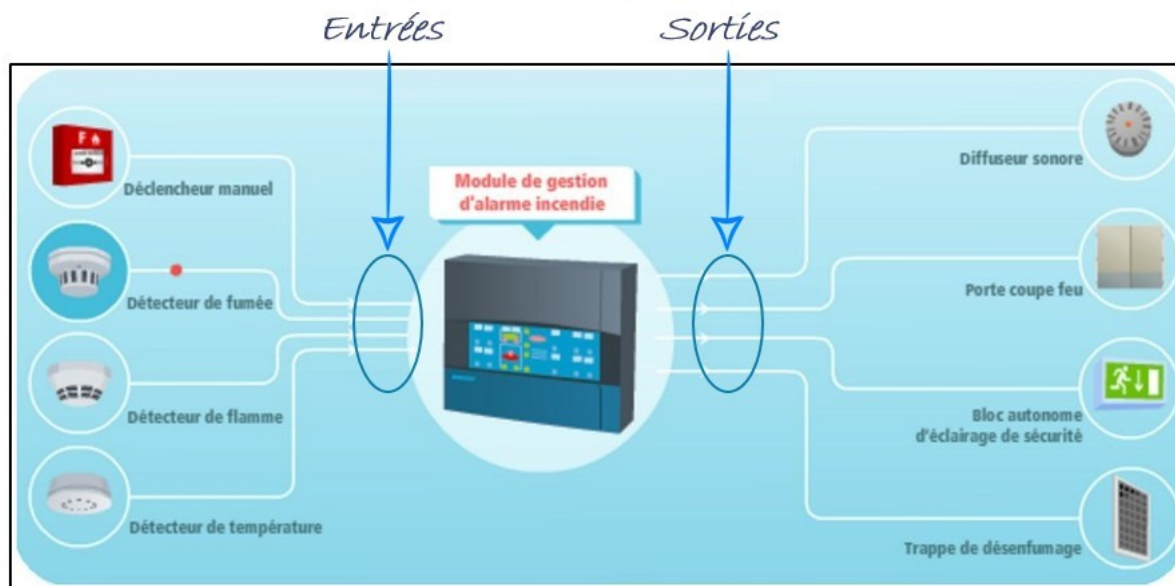 Entrées
Sorties
Déclencheur manuel
Détecteur de fumée
Détecteur de flamme
Détecteur de température
Module de gestion
d'alarme incendie
Diffuseur sonore
Porte coupe feu
Bloc autonome
d'éclairage de sécurité
Trappe de désenfumage